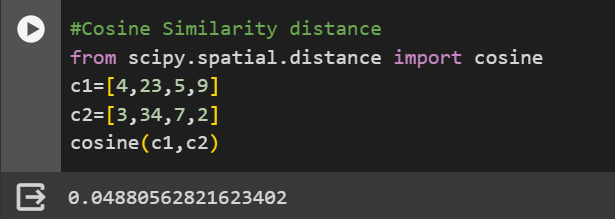 #Cosine Similarity distance
from scipy.spatial.distance import cosine
c1=[4,23,5,9]
c2=[3,34,7,2]
cosine(c1,c2)
0.04880562821623402